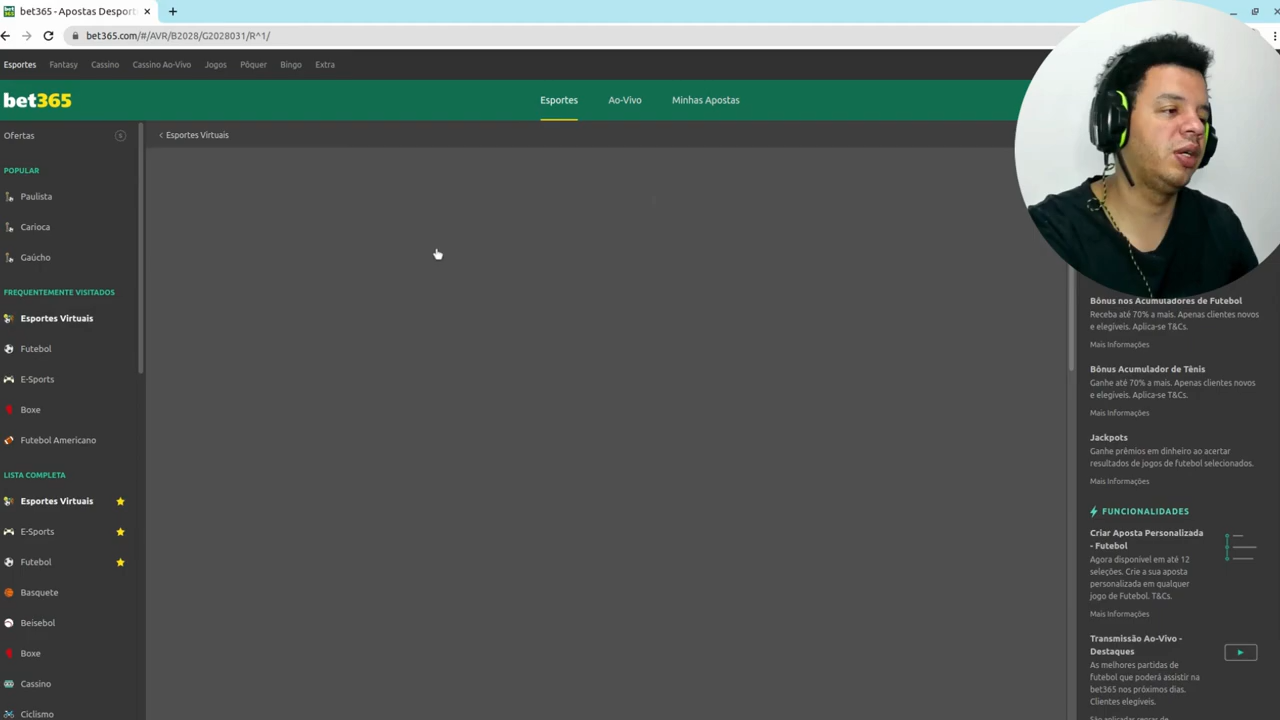 bet365 - Apostas Desport
bet365.com/#/AVR/B2028/G2028031/R^1/
Esportes
Fantasy
Cassino
Cassino Ao-Vivo
Jogos
Pôquer
Bingo
Extra
bet365
Esportes
Ao-Vivo
Minhas Apostas
Ofertas
5
Esportes Virtuais
POPULAR
Paulista
Carioca
Gaúcho
FREQUENTEMENTE VISITADOS
Esportes Virtuais
Futebol
E-Sports
Boxe
Futebol Americano
LISTA COMPLETA
Esportes Virtuais
E-Sports
Futebol
Basquete
Beisebol
Boxe
Cassino
Ciclismo
Bônus nos Acumuladores de Futebol
Receba até 70% a mais. Apenas clientes novos
e elegíveis. Aplica-se T&Cs.
Mais Informações
Bônus Acumulador de Tênis
Ganhe até 70% a mais. Apenas clientes novos
e elegíveis. Aplica-se T&Cs.
Mais Informações
Jackpots
Ganhe prêmios em dinheiro ao acertar
resultados de jogos de futebol selecionados.
Mais Informações
FUNCIONALIDADES
Criar Aposta Personalizada
- Futebol
Agora disponível em até 12
seleções. Crie a sua aposta
personalizada em qualquer
jogo de Futebol. T&Cs.
Mais Informações
Transmissão Ao-Vivo -
Destaques
As melhores partidas de
futebol que poderá assistir na
bet365 nos próximos dias.
Clientes elegíveis.
São aplicadas regras de